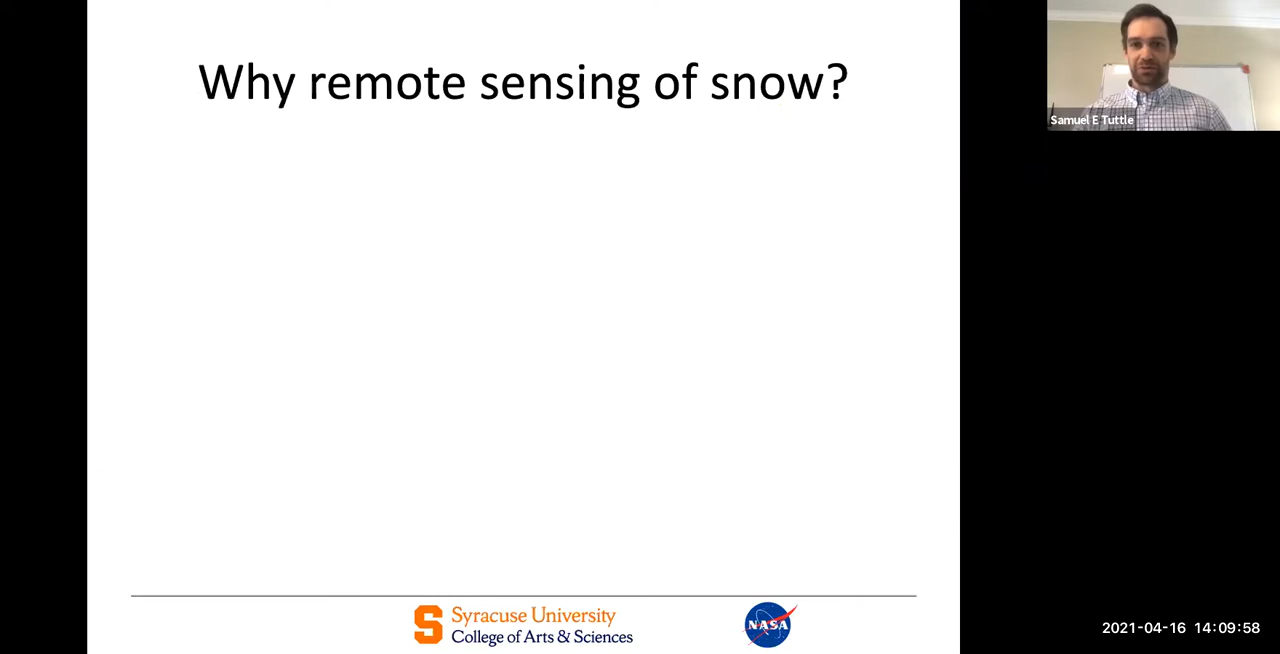 Why remote sensing of snow?
Samuel E Tuttle
S Syracuse University
College of Arts & Sciences
NASA
2021-04-16 14:09:58